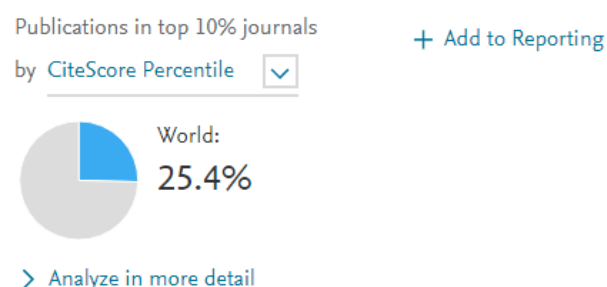 Publications in top 10% journals
+ Add to Reporting
by CiteScore Percentile
World:
25.4%
> Analyze in more detail